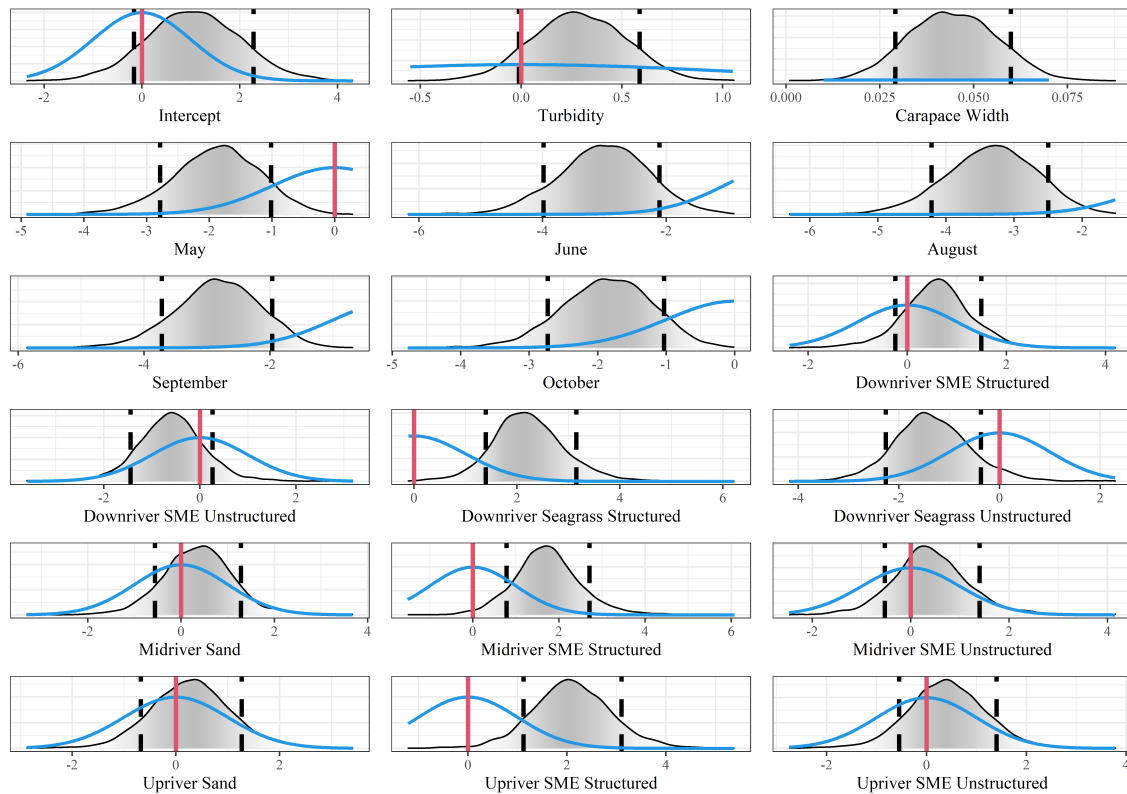 -2 0 2 4
Intercept
-0.5 0.0 0.5 1.0
Turbidity
0.000 0.025 0.050 0.075
Carapace Width
-5 -4 -3 -2 -1 0
May
-6 -4 -2
June
-6 -5 -4 -3 -2
August
-6 -4 -2
September
-5 -4 -3 -2 -1 0
October
-2 0 2 4
Downriver SME Structured
-2 0 2
Downriver SME Unstructured
0 2 4 6
Downriver Seagrass Structured
-4 -2 0 2
Downriver Seagrass Unstructured
-2 0 2 4
Midriver Sand
0 2 4 6
Midriver SME Structured
-2 0 2 4
Midriver SME Unstructured
-2 0 2
Upriver Sand
0 2 4
Upriver SME Structured
-2 0 2 4
Upriver SME Unstructured